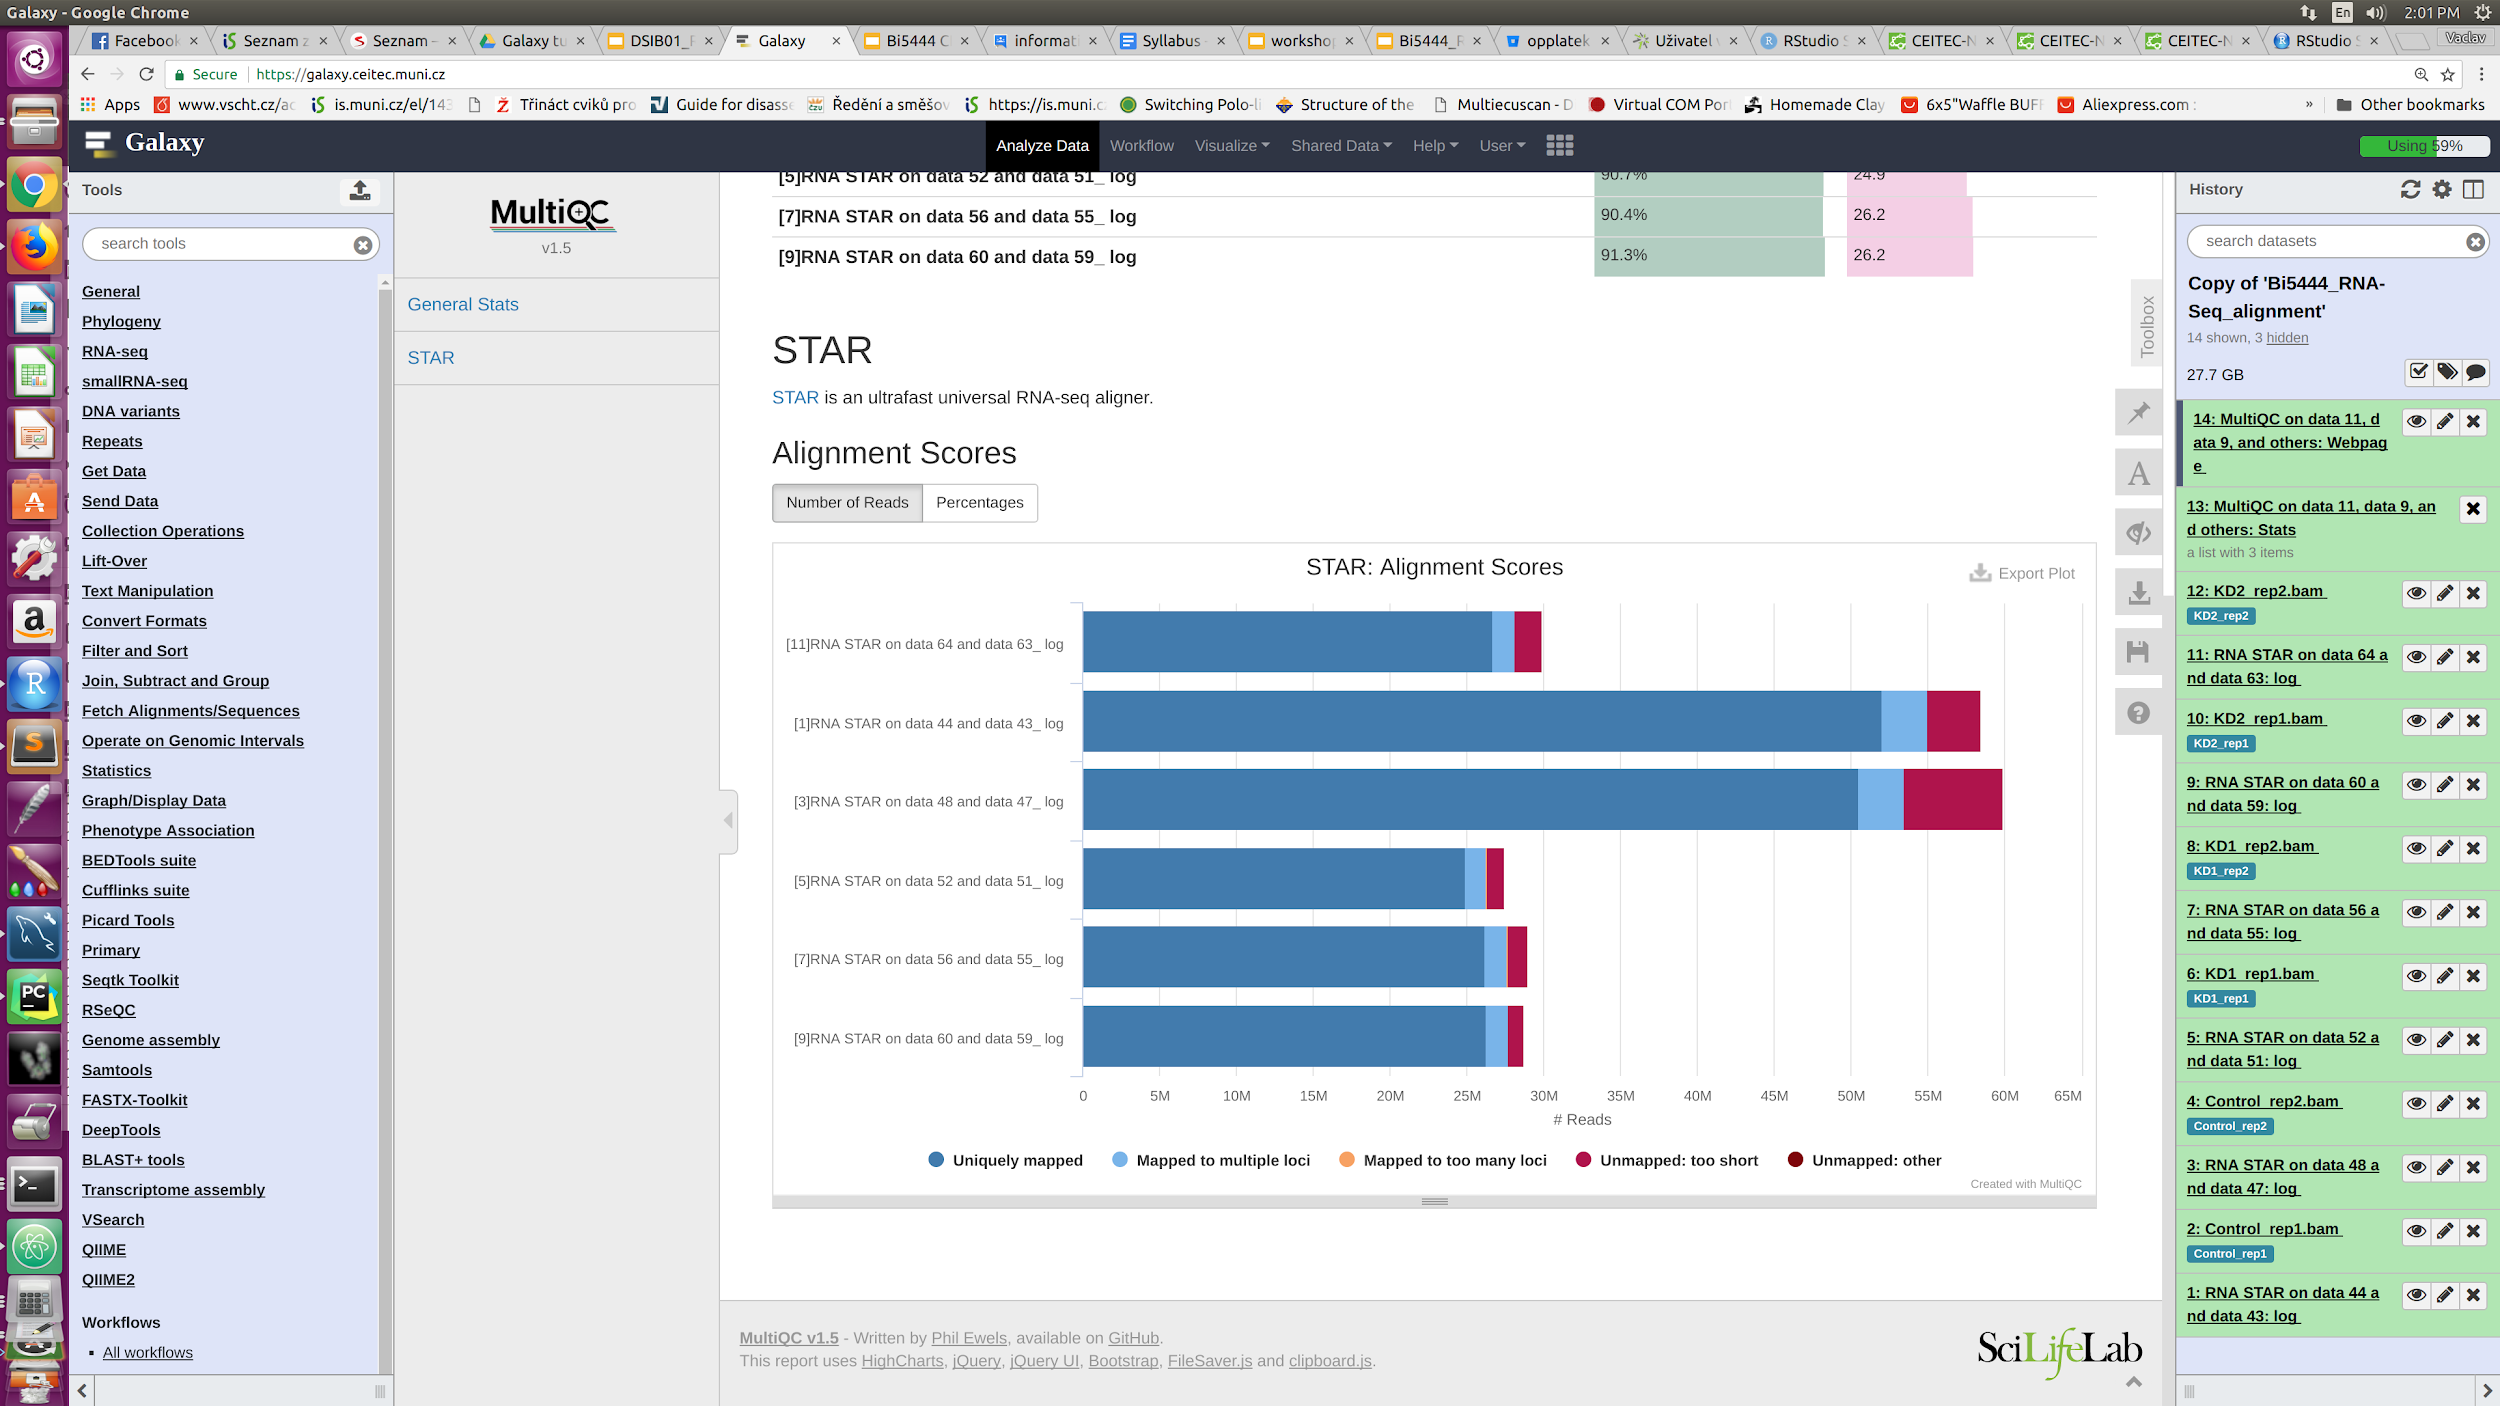 Galaxy - Google Chrome
En
2:01 PM
Facebook
Seznam z
Seznam -
Galaxy tu
DSIB01_F
Galaxy
Bi5444 C
informat
Syllabus -
worksho
Bi5444_R
opplatek
Uživatel
RStudio S
CEITEC-N
CEITEC-N
CEITEC-N
RStudio S
Vaclav
Secure
https://galaxy.ceitec.muni.cz
Apps
www.vscht.cz/ac
is.muni.cz/el/143
Třináct cviků pro
Guide for disasse
Ředění a směšov
https://is.muni.c
Switching Polo-li
Structure of the
Multiecuscan - D
Virtual COM Port
Homemade Clay
6x5"Waffle BUF
Aliexpress.com :
»
Other bookmarks
Galaxy
Analyze Data
Workflow
Visualize
Shared Data
Help
User
Using 59%
Tools
search tools
General
Phylogeny
RNA-seq
smallRNA-seq
DNA variants
Repeats
Get Data
Send Data
Collection Operations
Lift-Over
Text Manipulation
Convert Formats
Filter and Sort
Join, Subtract and Group
Fetch Alignments/Sequences
Operate on Genomic Intervals
Statistics
Graph/Display Data
Phenotype Association
BEDTools suite
Cufflinks suite
Picard Tools
Primary
Seqtk Toolkit
RSeQC
Genome assembly
Samtools
FASTX-Toolkit
DeepTools
BLAST+ tools
Transcriptome assembly
VSearch
QIIME
QIIME2
Workflows
All workflows
MultiQC
v1.5
General Stats
STAR
[5]RNA STAR on data 52 and data 51_ log 90.7% 24.9
[7]RNA STAR on data 56 and data 55_ log 90.4% 26.2
[9]RNA STAR on data 60 and data 59_ log 91.3% 26.2
STAR
STAR is an ultrafast universal RNA-seq aligner.
Alignment Scores
Number of Reads
Percentages
STAR: Alignment Scores
Export Plot
[11]RNA STAR on data 64 and data 63_ log
[1]RNA STAR on data 44 and data 43_ log
[3]RNA STAR on data 48 and data 47_ log
[5]RNA STAR on data 52 and data 51_ log
[7]RNA STAR on data 56 and data 55_ log
[9]RNA STAR on data 60 and data 59_ log
0 5M 10M 15M 20M 25M 30M 35M 40M 45M 50M 55M 60M 65M
# Reads
Uniquely mapped
Mapped to multiple loci
Mapped to too many loci
Unmapped: too short
Unmapped: other
Created with MultiQC
MultiQC v1.5 - Written by Phil Ewels, available on GitHub.
This report uses HighCharts, jQuery, jQuery UI, Bootstrap, FileSaver.js and clipboard.js.
SciLifeLab
Toolbox
A
History
search datasets
Copy of 'Bi5444_RNA-
Seq_alignment'
14 shown, 3 hidden
27.7 GB
14: MultiQC on data 11, d
ata 9, and others: Webpag
e
13: MultiQC on data 11, data 9, an
d others: Stats
a list with 3 items
12: KD2_rep2.bam
KD2_rep2
11: RNA STAR on data 64 a
nd data 63: log
10: KD2_rep1.bam
KD2_rep1
9: RNA STAR on data 60 a
nd data 59: log
8: KD1_rep2.bam
KD1_rep2
7: RNA STAR on data 56 a
nd data 55: log
6: KD1_rep1.bam
KD1_rep1
5: RNA STAR on data 52 a
nd data 51: log
4: Control_rep2.bam
Control_rep2
3: RNA STAR on data 48 a
nd data 47: log
2: Control_rep1.bam
Control_rep1
1: RNA STAR on data 44 a
nd data 43: log